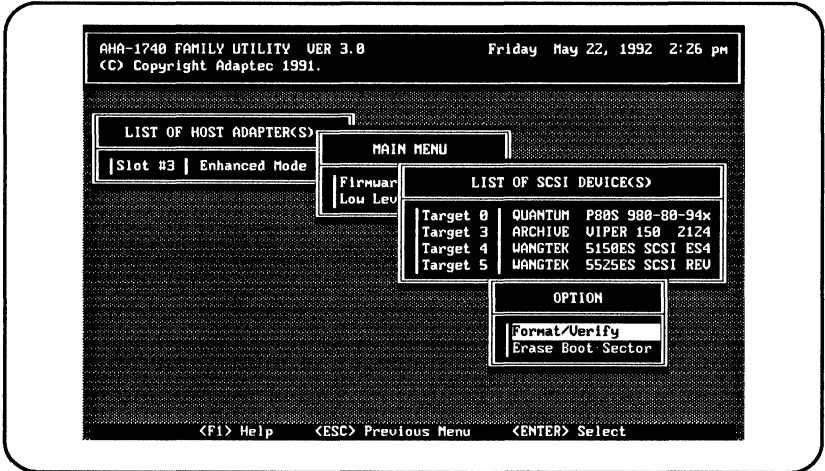 AHA-1740 FAMILY UTILITY VER 3.0 Friday May 22, 1992 2:26 pm
(C) Copyright Adaptec 1991.
LIST OF HOST ADAPTER(S)
Slot #3 Enhanced Mode
MAIN MENU
Firmwar
Low Lev
LIST OF SCSI DEVICE(S)
Target 0 QUANTUM P80S 980-80-94x
Target 3 ARCHIVE VIPER 150 2124
Target 4 WANGTEK 5150ES SCSI ES4
Target 5 WANGTEK 5525ES SCSI REV
OPTION
Format/Verify
Erase Boot Sector
<F1> Help <ESC> Previous Menu <ENTER> Select